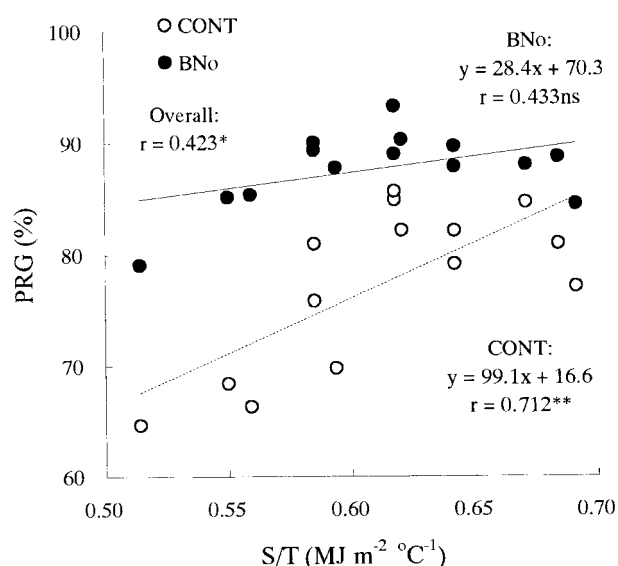 CONT
BNo
BNo:
y = 28.4x + 70.3
r = 0.433ns
Overall:
r = 0.423*
CONT:
y = 99.1x + 16.6
r = 0.712**
PRG (%)
100
90
80
70
60
0.50
0.55
0.60
0.65
0.70
S/T (MJ m⁻² °C⁻¹)